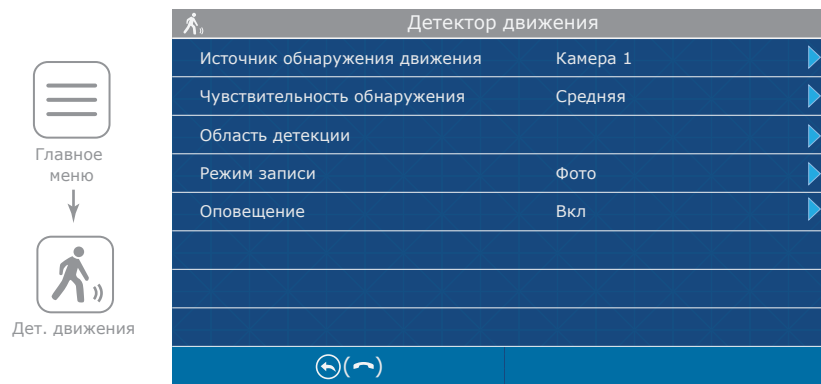 Главное
меню
Дет. движения
Детектор движения
Источник обнаружения движения Камера 1
Чувствительность обнаружения Средняя
Область детекции
Режим записи Фото
Оповещение Вкл